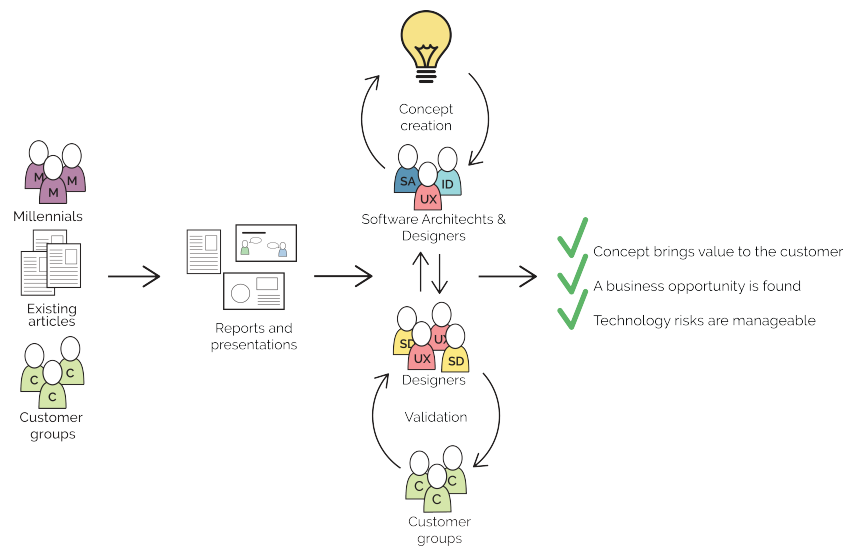 Concept
creation
M
M
M
Millennials
SA
UX
ID
Software Architechts &
Designers
Existing
articles
Reports and
presentations
Concept brings value to the customer
A business opportunity is found
Technology risks are manageable
C
C
C
Customer
groups
SD
UX
UX
SD
Designers
Validation
C
C
C
Customer
groups